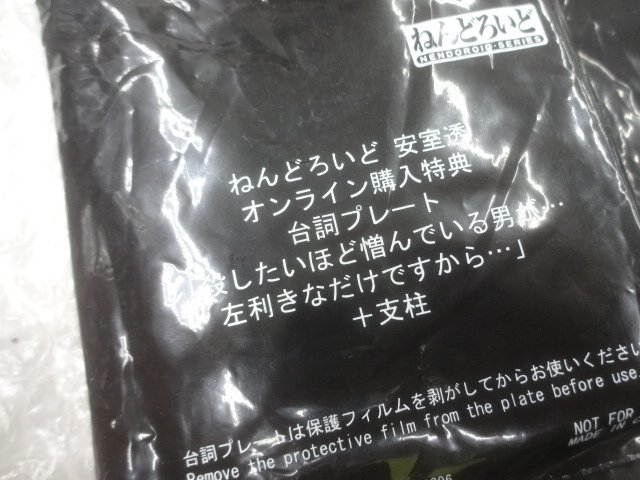 ねんどろいど
NENDOROID-SERIES
ねんどろいど 安室透
オンライン購入特典
台詞プレート
「殺したいほど憎んでいる男が…
左利きなだけですから…」
＋支柱
台詞プレートは保護フィルムを剥がしてからお使いください
Remove the protective film from the plate before use.
NOT FOR
MADE IN